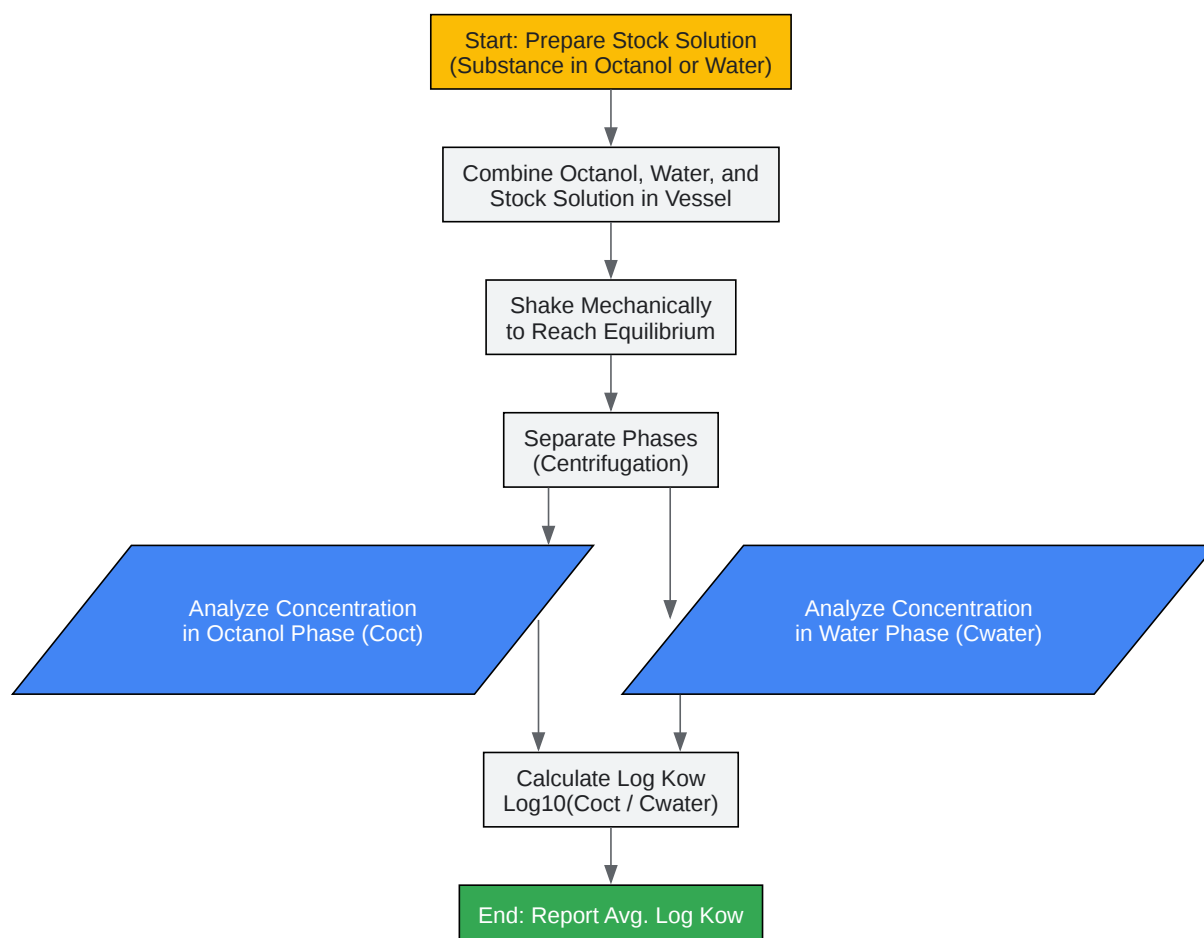 Start: Prepare Stock Solution
(Substance in Octanol or Water)
Combine Octanol, Water, and
Stock Solution in Vessel
Shake Mechanically
to Reach Equilibrium
Separate Phases
(Centrifugation)
Analyze Concentration
in Octanol Phase (Coct)
Analyze Concentration
in Water Phase (Cwater)
Calculate Log Kow
Log10(Coct / Cwater)
End: Report Avg. Log Kow